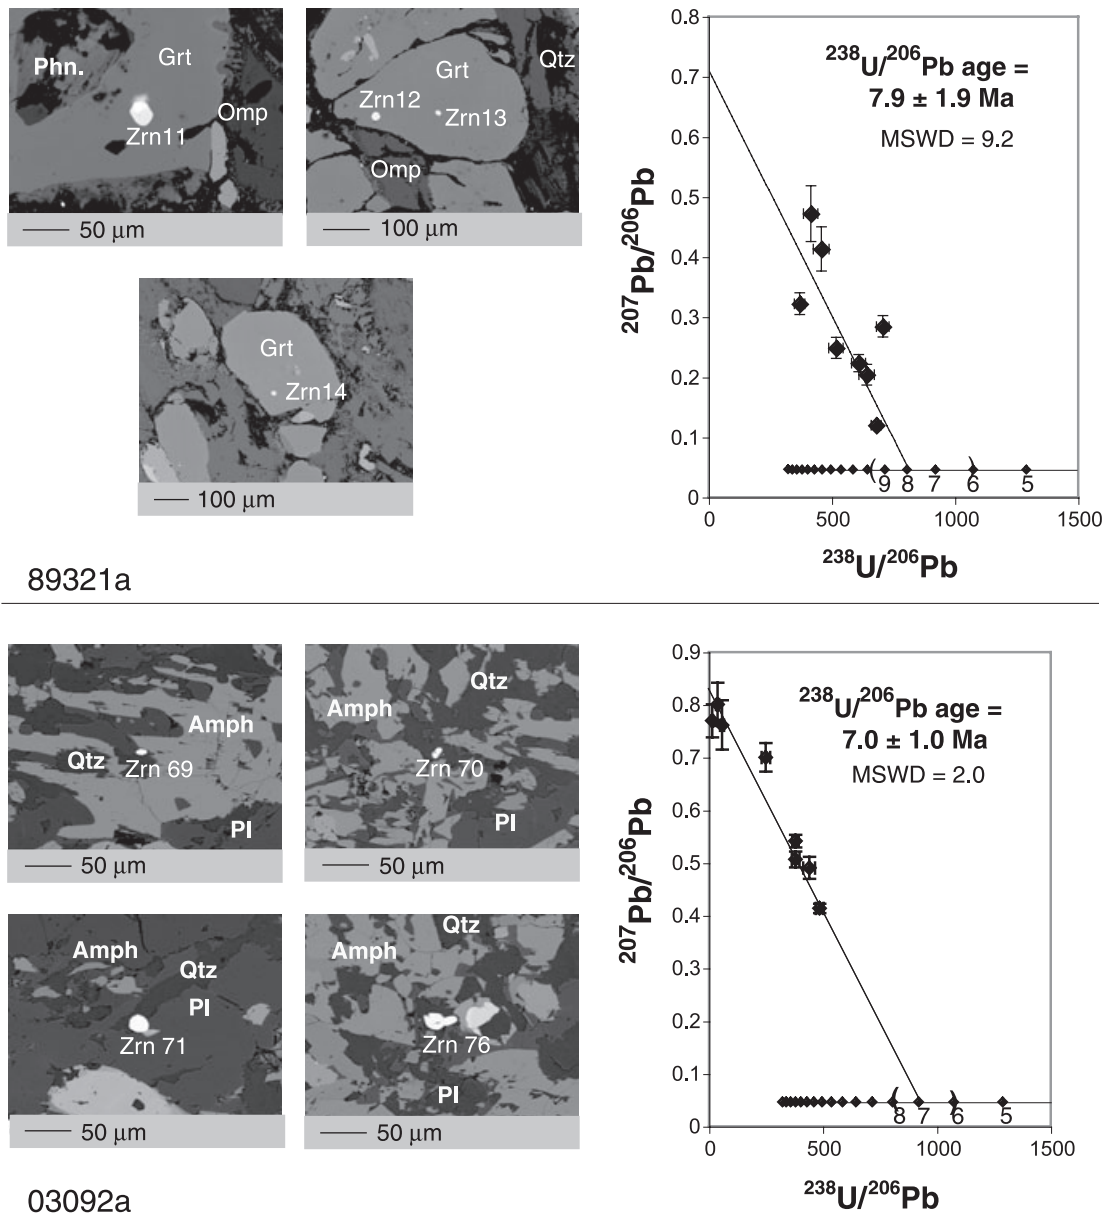 Phn.
Grt
Omp
Zrn11
50 µm
Grt
Qtz
Zrn12
Zrn13
Omp
100 µm
Grt
Zrn14
100 µm
89321a
0.8
0.7
0.6
0.5
0.4
0.3
0.2
0.1
0
207Pb/206Pb
238U/206Pb age =
7.9 ± 1.9 Ma
MSWD = 9.2
( 9 8 7 ) 6 5
0 500 1000 1500
238U/206Pb
Amph
Qtz
Zrn 69
Pl
50 µm
Qtz
Amph
Zrn 70
Pl
50 µm
Amph
Qtz
Pl
Zrn 71
50 µm
Qtz
Amph
Zrn 76
Pl
50 µm
03092a
0.9
0.8
0.7
0.6
0.5
0.4
0.3
0.2
0.1
0
207Pb/206Pb
238U/206Pb age =
7.0 ± 1.0 Ma
MSWD = 2.0
( 8 7 ) 6 5
0 500 1000 1500
238U/206Pb